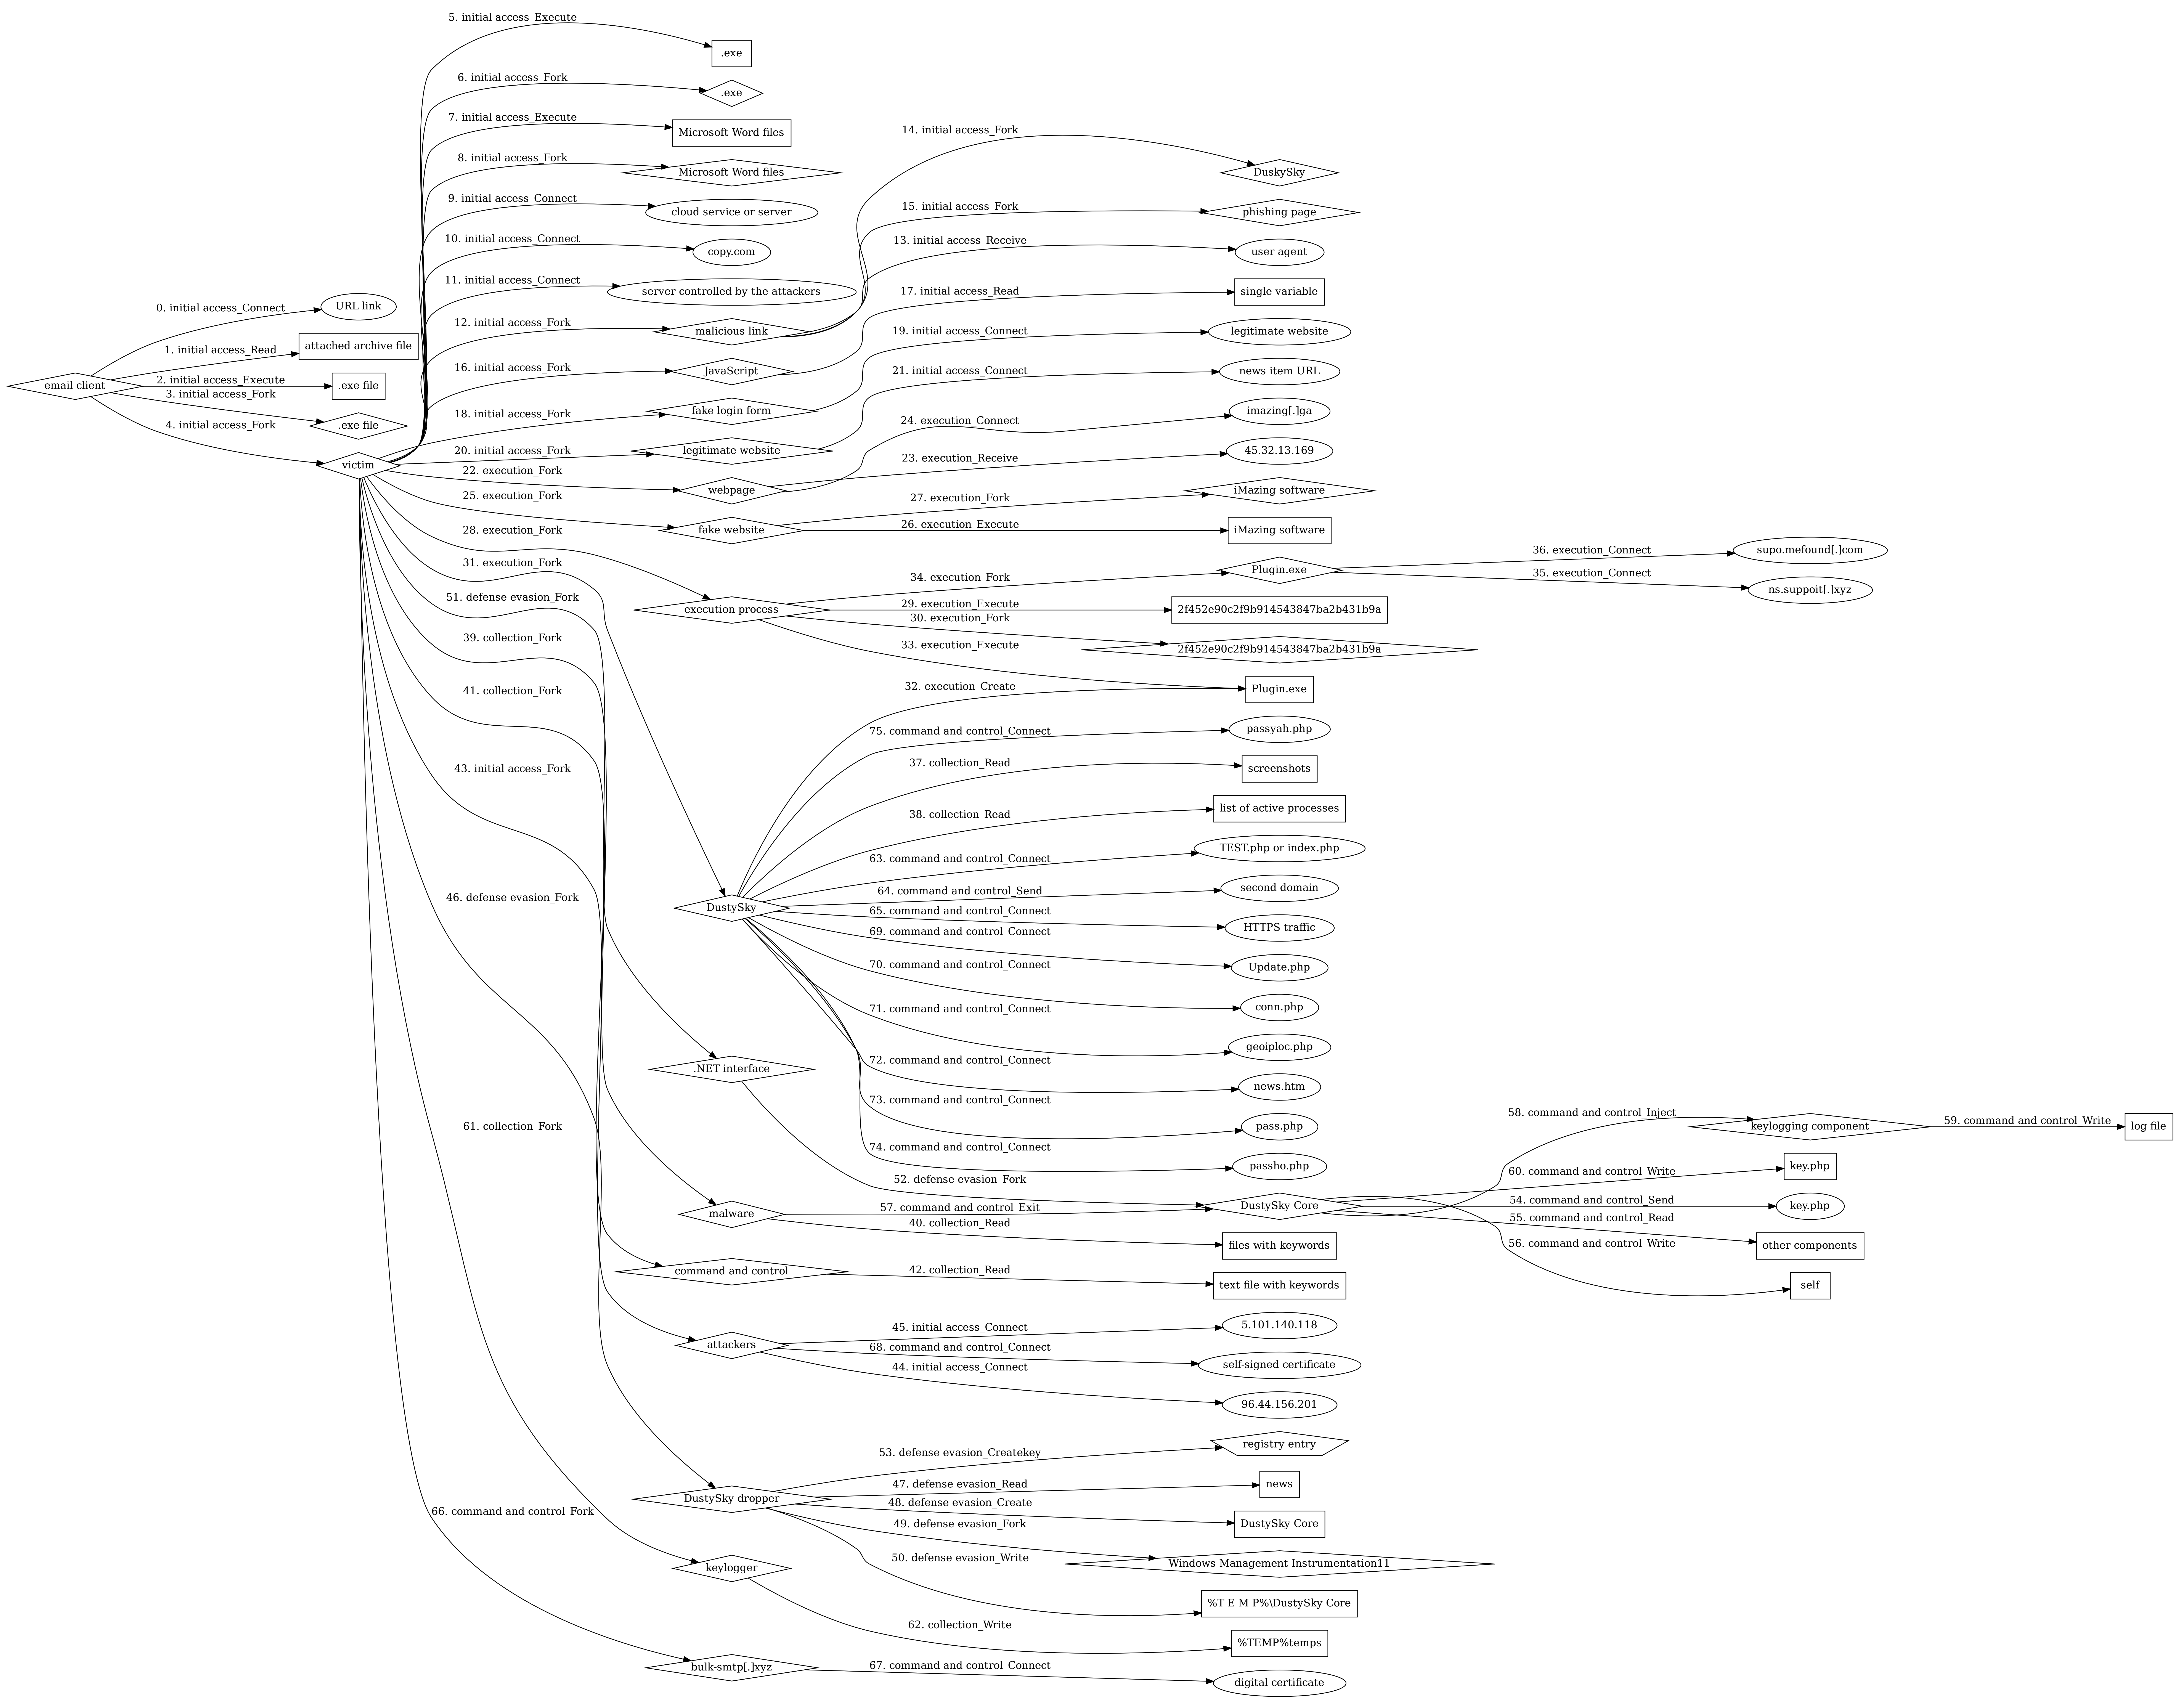 5. initial access_Execute
.exe
6. initial access_Fork
.exe
7. initial access_Execute
Microsoft Word files
14. initial access_Fork
8. initial access_Fork
Microsoft Word files
DuskySky
9. initial access_Connect
cloud service or server
15. initial access_Fork
phishing page
10. initial access_Connect
copy.com
13. initial access_Receive
user agent
11. initial access_Connect
server controlled by the attackers
17. initial access_Read
single variable
0. initial access_Connect
URL link
12. initial access_Fork
malicious link
19. initial access_Connect
legitimate website
1. initial access_Read
attached archive file
16. initial access_Fork
JavaScript
21. initial access_Connect
news item URL
email client
2. initial access_Execute
.exe file
3. initial access_Fork
.exe file
4. initial access_Fork
18. initial access_Fork
fake login form
24. execution_Connect
imazing[.]ga
victim
20. initial access_Fork
legitimate website
23. execution_Receive
45.32.13.169
22. execution_Fork
webpage
27. execution_Fork
iMazing software
25. execution_Fork
fake website
26. execution_Execute
iMazing software
28. execution_Fork
36. execution_Connect
supo.mefound[.]com
31. execution_Fork
34. execution_Fork
Plugin.exe
35. execution_Connect
ns.suppoit[.]xyz
51. defense evasion_Fork
execution process
29. execution_Execute
2f452e90c2f9b914543847ba2b431b9a
30. execution_Fork
2f452e90c2f9b914543847ba2b431b9a
39. collection_Fork
33. execution_Execute
41. collection_Fork
32. execution_Create
Plugin.exe
75. command and control_Connect
passyah.php
43. initial access_Fork
37. collection_Read
screenshots
38. collection_Read
list of active processes
63. command and control_Connect
TEST.php or index.php
46. defense evasion_Fork
DustySky
64. command and control_Send
second domain
65. command and control_Connect
HTTPS traffic
69. command and control_Connect
Update.php
70. command and control_Connect
conn.php
71. command and control_Connect
geoiploc.php
.NET interface
72. command and control_Connect
news.htm
73. command and control_Connect
pass.php
61. collection_Fork
74. command and control_Connect
passho.php
58. command and control_Inject
keylogging component
59. command and control_Write
log file
52. defense evasion_Fork
60. command and control_Write
key.php
malware
57. command and control_Exit
DustySky Core
54. command and control_Send
key.php
40. collection_Read
files with keywords
55. command and control_Read
other components
56. command and control_Write
self
command and control
42. collection_Read
text file with keywords
attackers
45. initial access_Connect
5.101.140.118
68. command and control_Connect
self-signed certificate
44. initial access_Connect
96.44.156.201
53. defense evasion_Createkey
registry entry
DustySky dropper
47. defense evasion_Read
news
66. command and control_Fork
48. defense evasion_Create
DustySky Core
49. defense evasion_Fork
Windows Management Instrumentation11
keylogger
50. defense evasion_Write
%T E M P%\DustySky Core
62. collection_Write
%TEMP%temps
bulk-smtp[.]xyz
67. command and control_Connect
digital certificate